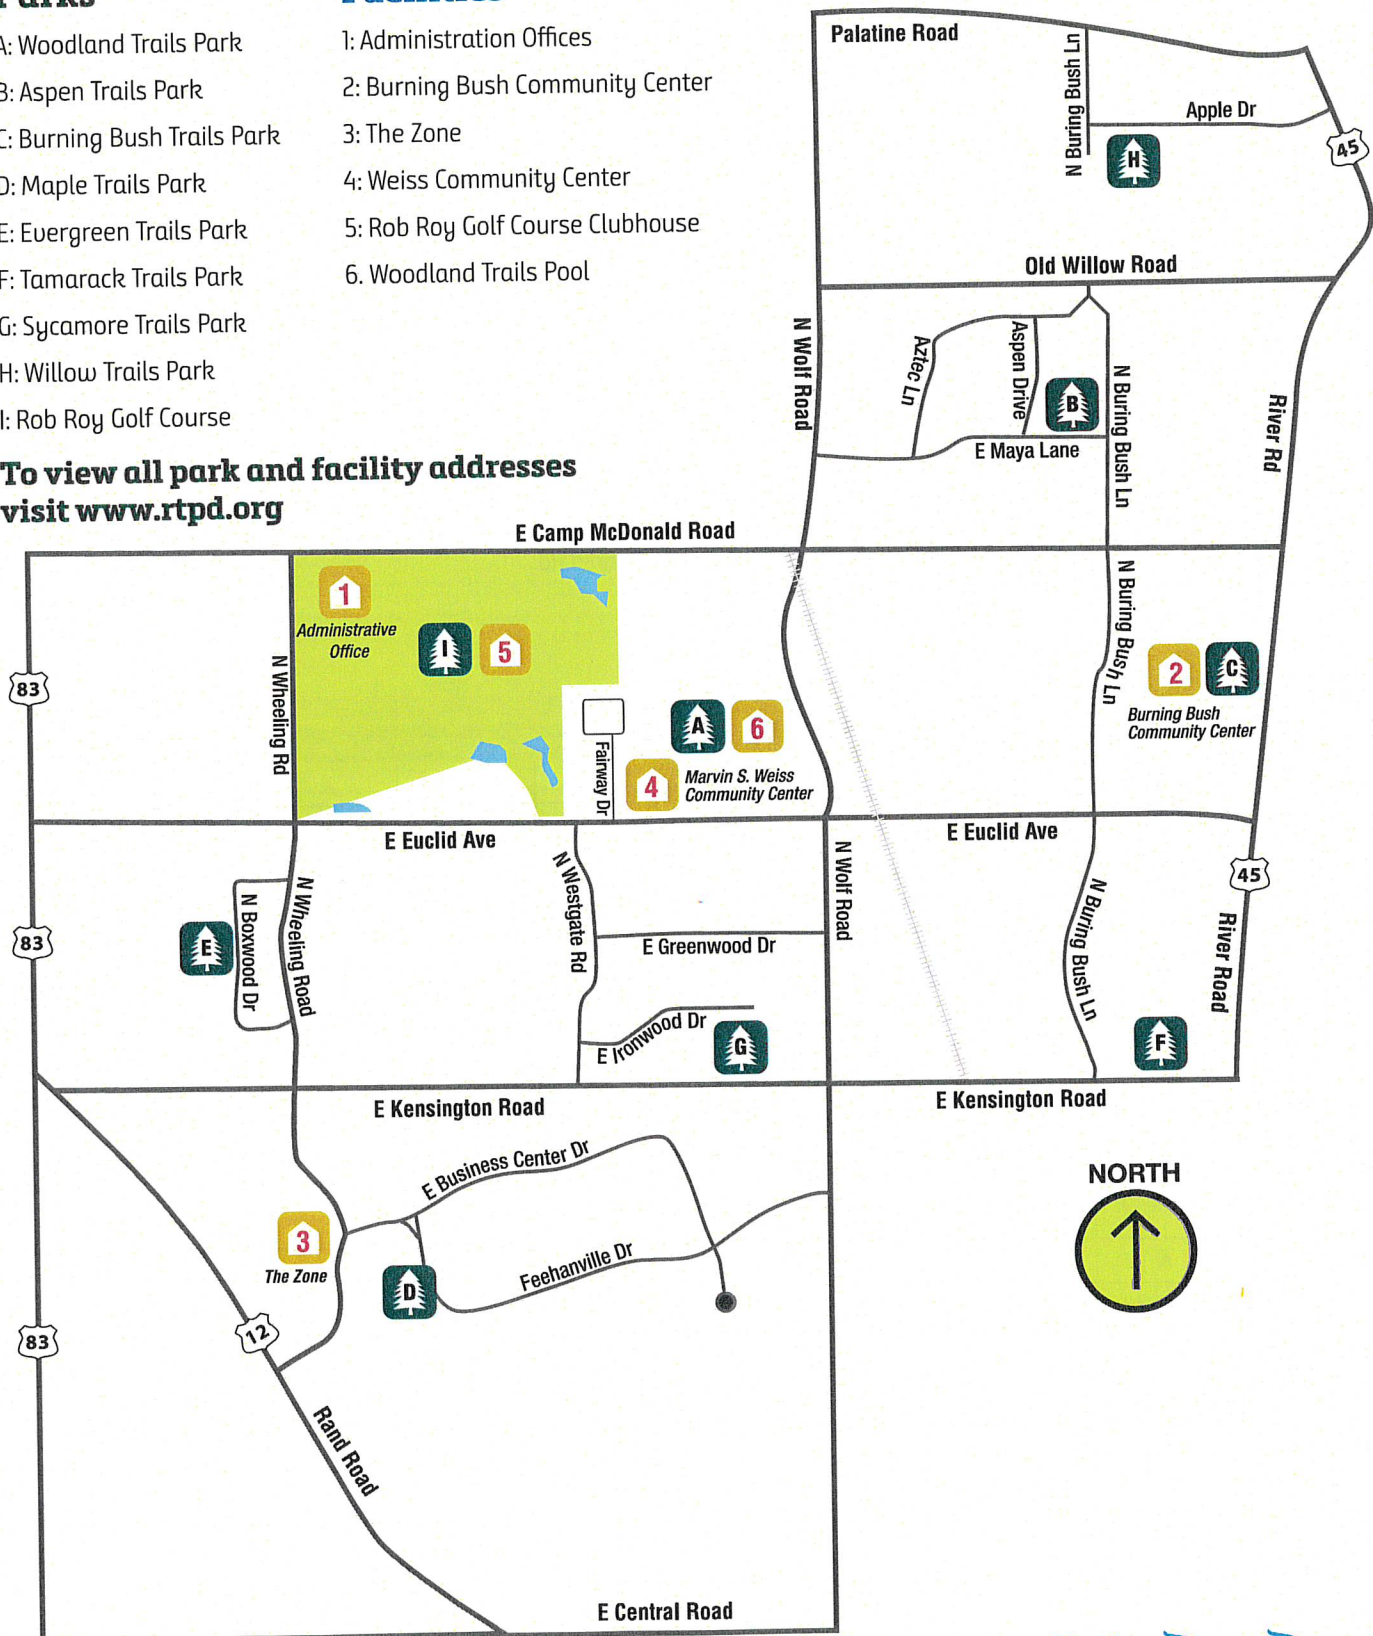 A: Woodland Trails Park
B: Aspen Trails Park
C: Burning Bush Trails Park
D: Maple Trails Park
E: Evergreen Trails Park
F: Tamarack Trails Park
G: Sycamore Trails Park
H: Willow Trails Park
I: Rob Roy Golf Course
1: Administration Offices
2: Burning Bush Community Center
3: The Zone
4: Weiss Community Center
5: Rob Roy Golf Course Clubhouse
6. Woodland Trails Pool
To view all park and facility addresses
visit www.rtpd.org
Palatine Road
N Buring Bush Ln
Apple Dr
45
H
Old Willow Road
N Wolf Road
Aztec Ln
Aspen Drive
B
N Buring Bush Ln
River Rd
E Maya Lane
E Camp McDonald Road
1
Administrative
Office
I
5
83
N Wheeling Rd
A
6
Fairway Dr
4
Marvin S. Weiss
Community Center
N Buring Bush Ln
2
C
Burning Bush
Community Center
E Euclid Ave
E Euclid Ave
N Westgate Rd
N Wolf Road
45
N Boxwood Dr
N Wheeling Road
E
83
E Greenwood Dr
N Buring Bush Ln
River Road
E Ironwood Dr
G
F
E Kensington Road
E Kensington Road
E Business Center Dr
NORTH
3
The Zone
D
Feehanville Dr
12
83
Rand Road
E Central Road